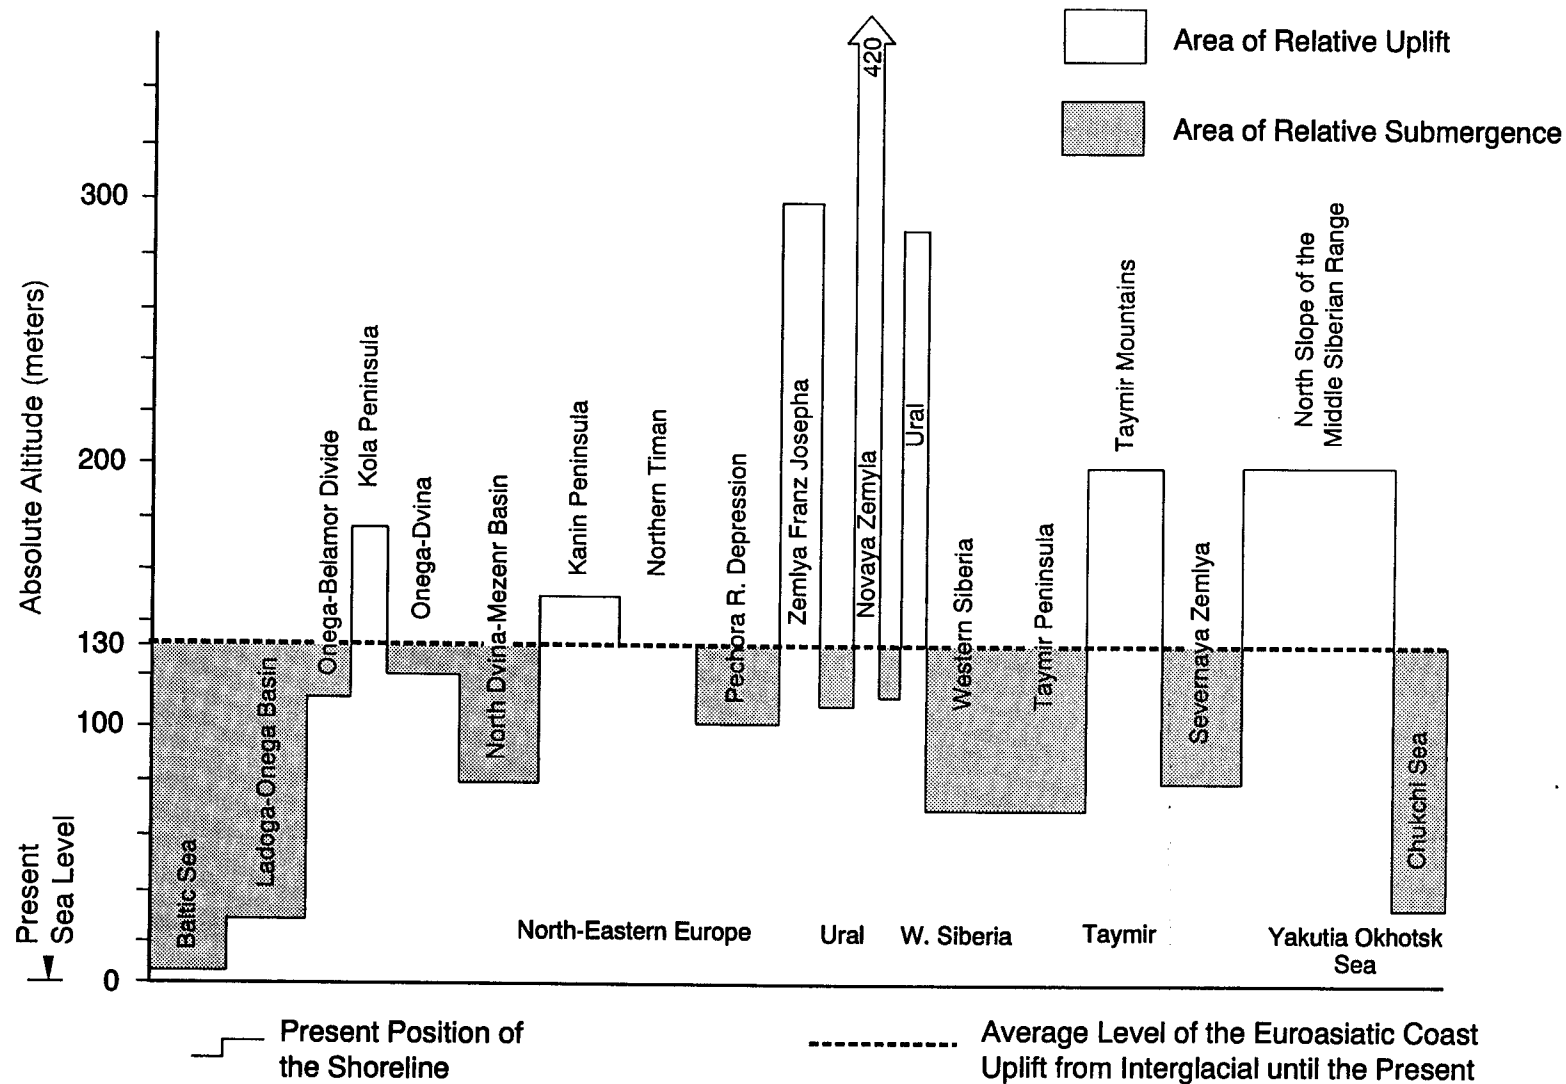 420
Area of Relative Uplift
Area of Relative Submergence
Absolute Altitude (meters)
300
200
130
100
0
Present
Sea Level
Baltic Sea
Ladoga-Onega Basin
Onega-Belamor Divide
Kola Peninsula
Onega-Dvina
North Dvina-Mezenr Basin
Kanin Peninsula
Northern Timan
Pechora R. Depression
Zemlya Franz Josepha
Novaya Zemyla
Ural
Western Siberia
Taymir Peninsula
Taymir Mountains
Severnaya Zemlya
North Slope of the
Middle Siberian Range
Chukchi Sea
North-Eastern Europe
Ural
W. Siberia
Taymir
Yakutia Okhotsk
Sea
Present Position of
the Shoreline
Average Level of the Euroasiatic Coast
Uplift from Interglacial until the Present